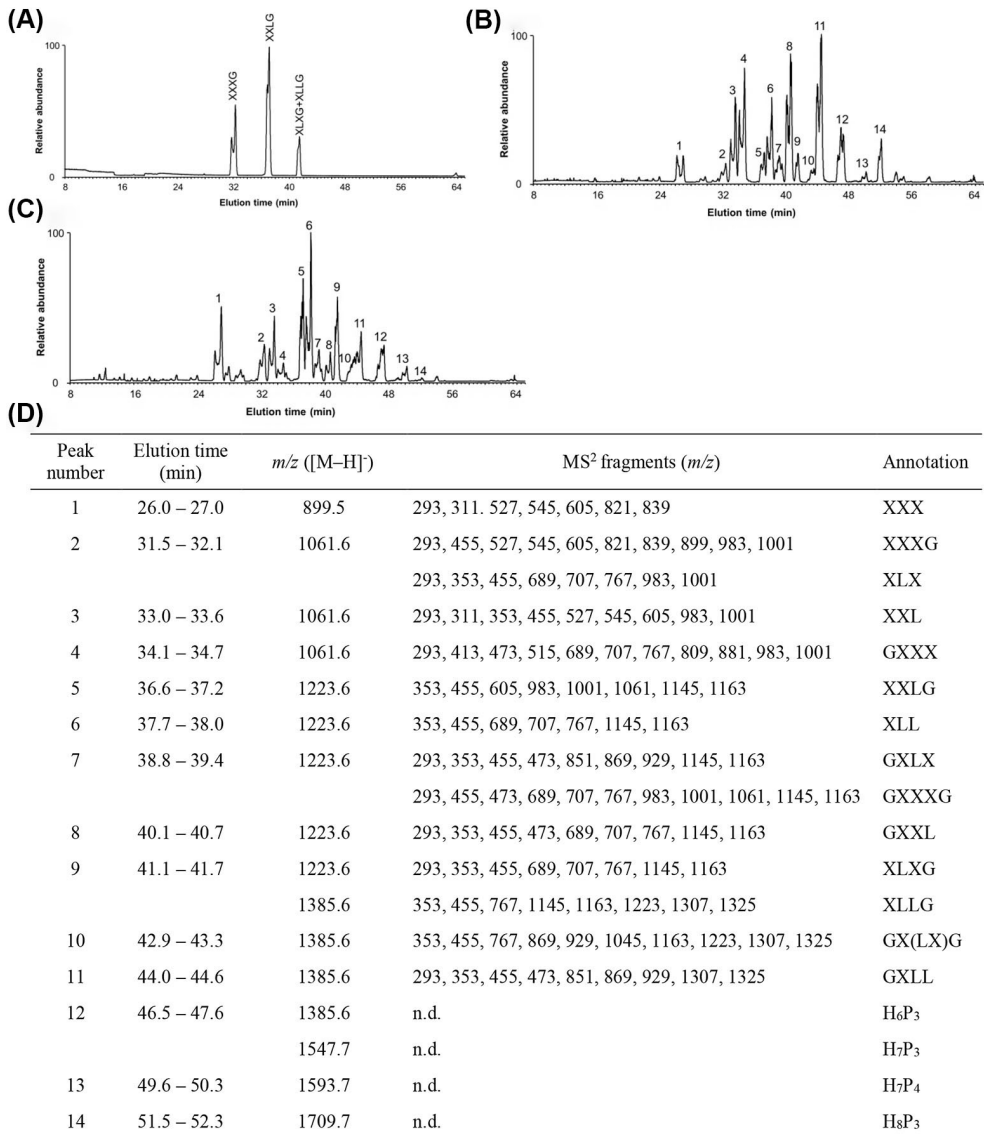 (A)
100
Relative abundance
0
XXXG
XXLG
XLXG+XLLG
8 16 24 32 40 48 56 64
Elution time (min)
(B)
100
Relative abundance
0
1 2 3 4 5 6 7 8 9 10 11 12 13 14
8 16 24 32 40 48 56 64
Elution time (min)
(C)
100
Relative abundance
0
1 2 3 4 5 6 7 8 9 10 11 12 13 14
8 16 24 32 40 48 56 64
Elution time (min)
(D)
Peak number Elution time (min) m/z ([M–H]-) MS² fragments (m/z) Annotation
1 26.0 – 27.0 899.5 293, 311. 527, 545, 605, 821, 839 XXX
2 31.5 – 32.1 1061.6 293, 455, 527, 545, 605, 821, 839, 899, 983, 1001 XXXG
293, 353, 455, 689, 707, 767, 983, 1001 XLX
3 33.0 – 33.6 1061.6 293, 311, 353, 455, 527, 545, 605, 983, 1001 XXL
4 34.1 – 34.7 1061.6 293, 413, 473, 515, 689, 707, 767, 809, 881, 983, 1001 GXXX
5 36.6 – 37.2 1223.6 353, 455, 605, 983, 1001, 1061, 1145, 1163 XXLG
6 37.7 – 38.0 1223.6 353, 455, 689, 707, 767, 1145, 1163 XLL
7 38.8 – 39.4 1223.6 293, 353, 455, 473, 851, 869, 929, 1145, 1163 GXLX
293, 455, 473, 689, 707, 767, 983, 1001, 1061, 1145, 1163 GXXXG
8 40.1 – 40.7 1223.6 293, 353, 455, 473, 689, 707, 767, 1145, 1163 GXXL
9 41.1 – 41.7 1223.6 293, 353, 455, 689, 707, 767, 1145, 1163 XLXG
1385.6 353, 455, 767, 1145, 1163, 1223, 1307, 1325 XLLG
10 42.9 – 43.3 1385.6 353, 455, 767, 869, 929, 1045, 1163, 1223, 1307, 1325 GX(LX)G
11 44.0 – 44.6 1385.6 293, 353, 455, 473, 851, 869, 929, 1307, 1325 GXLL
12 46.5 – 47.6 1385.6 n.d. H₆P₃
1547.7 n.d. H₇P₃
13 49.6 – 50.3 1593.7 n.d. H₇P₄
14 51.5 – 52.3 1709.7 n.d. H₈P₃